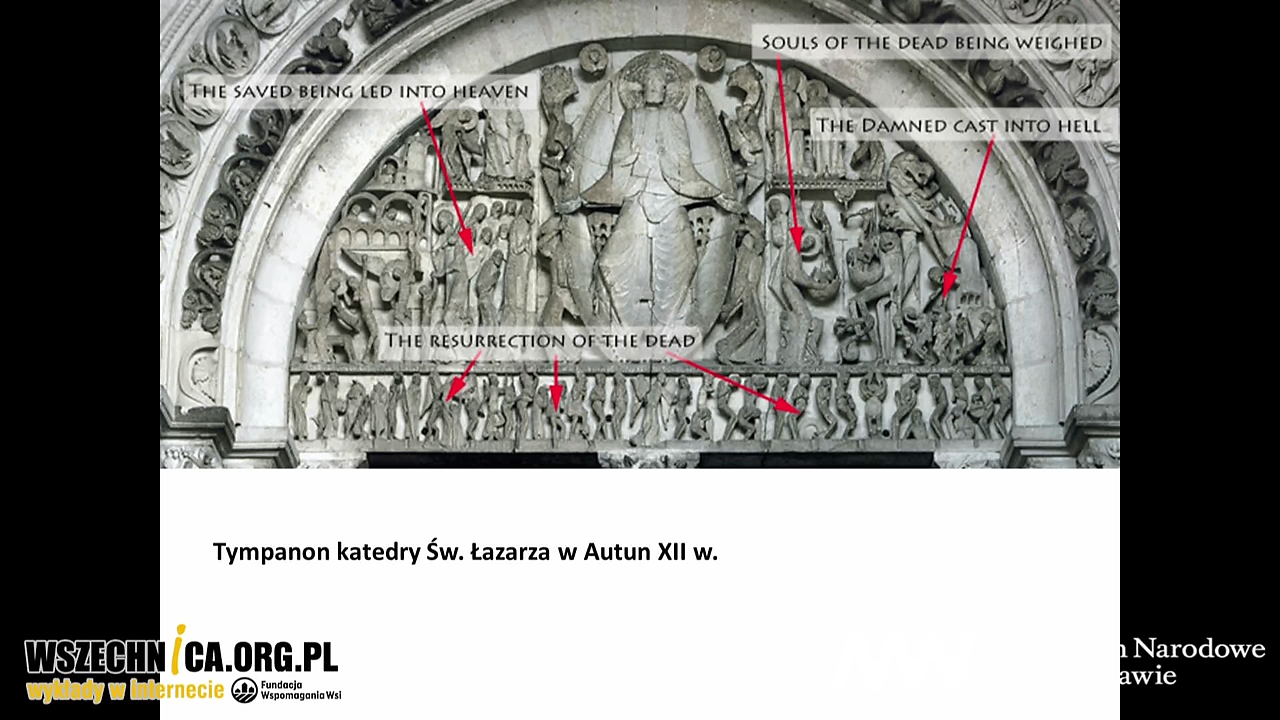 SOULS OF THE DEAD BEING WEIGHED
THE SAVED BEING LED INTO HEAVEN
THE DAMNED CAST INTO HELL
THE RESURRECTION OF THE DEAD
Tympanon katedry Św. Łazarza w Autun XII w.
WSZECHNICA.ORG.PL
wykłady w internecie
Fundacja
Wspomagania Wsi
Narodowe